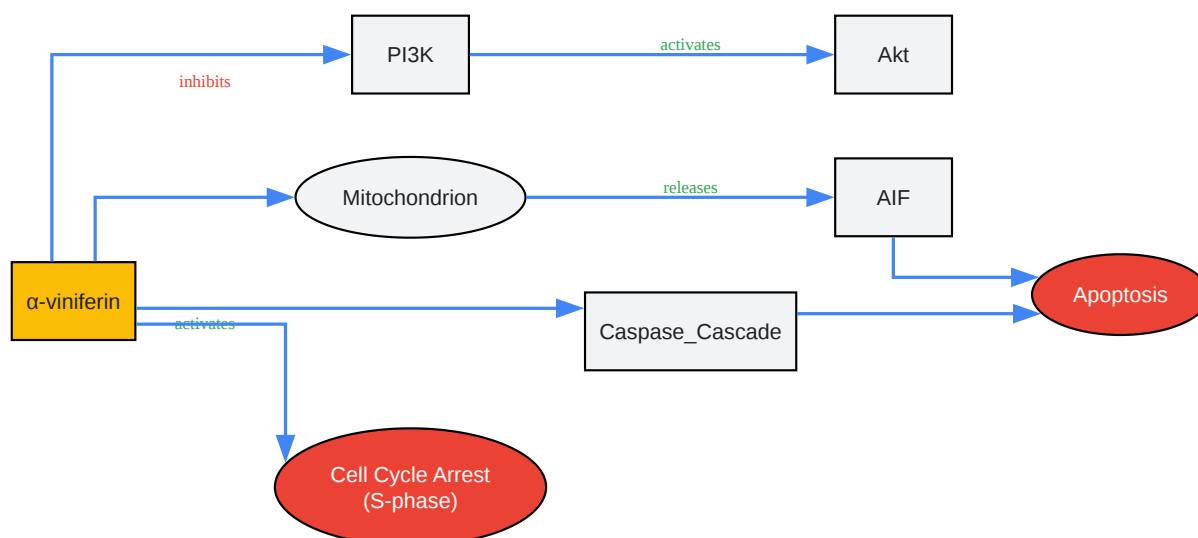 PI3K
activates
Akt
inhibits
Mitochondrion
releases
AIF
α-viniferin
Apoptosis
activates
Caspase_Cascade
Cell Cycle Arrest
(S-phase)